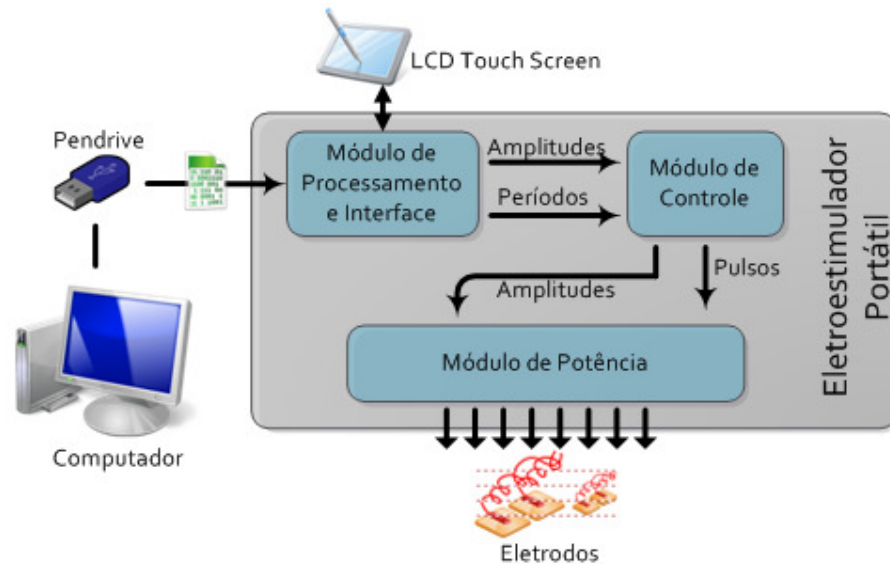 LCD Touch Screen
Pendrive
Módulo de
Processamento
e Interface
Amplitudes
Períodos
Módulo de
Controle
Amplitudes
Pulsos
Módulo de Potência
Eletroestimulador
Portátil
Computador
Eletrodos